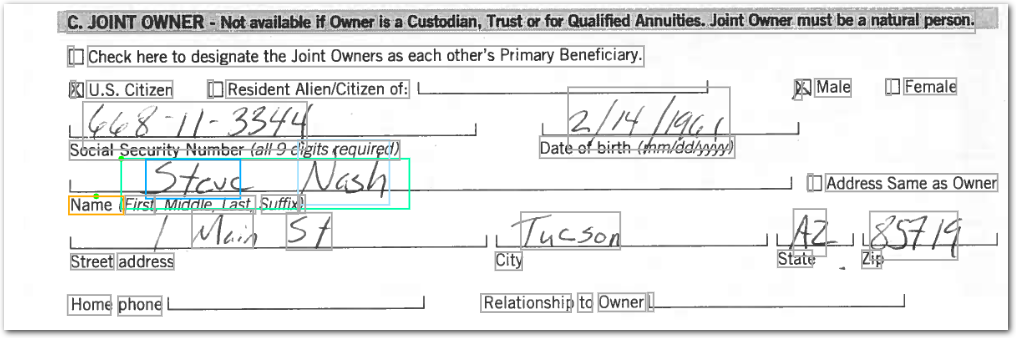 C. JOINT OWNER - Not available if Owner is a Custodian, Trust or for Qualified Annuities. Joint Owner must be a natural person.
Check here to designate the Joint Owners as each other's Primary Beneficiary.
U.S. Citizen Resident Alien/Citizen of: Male Female
668-11-3344 2/14/1966
Social Security Number (all 9 digits required) Date of birth (mm/dd/yyyy)
Steve Nash Address Same as Owner
Name (First, Middle, Last, Suffix)
1 Main St Tucson AZ 85719
Street address City State Zip
Home phone Relationship to Owner